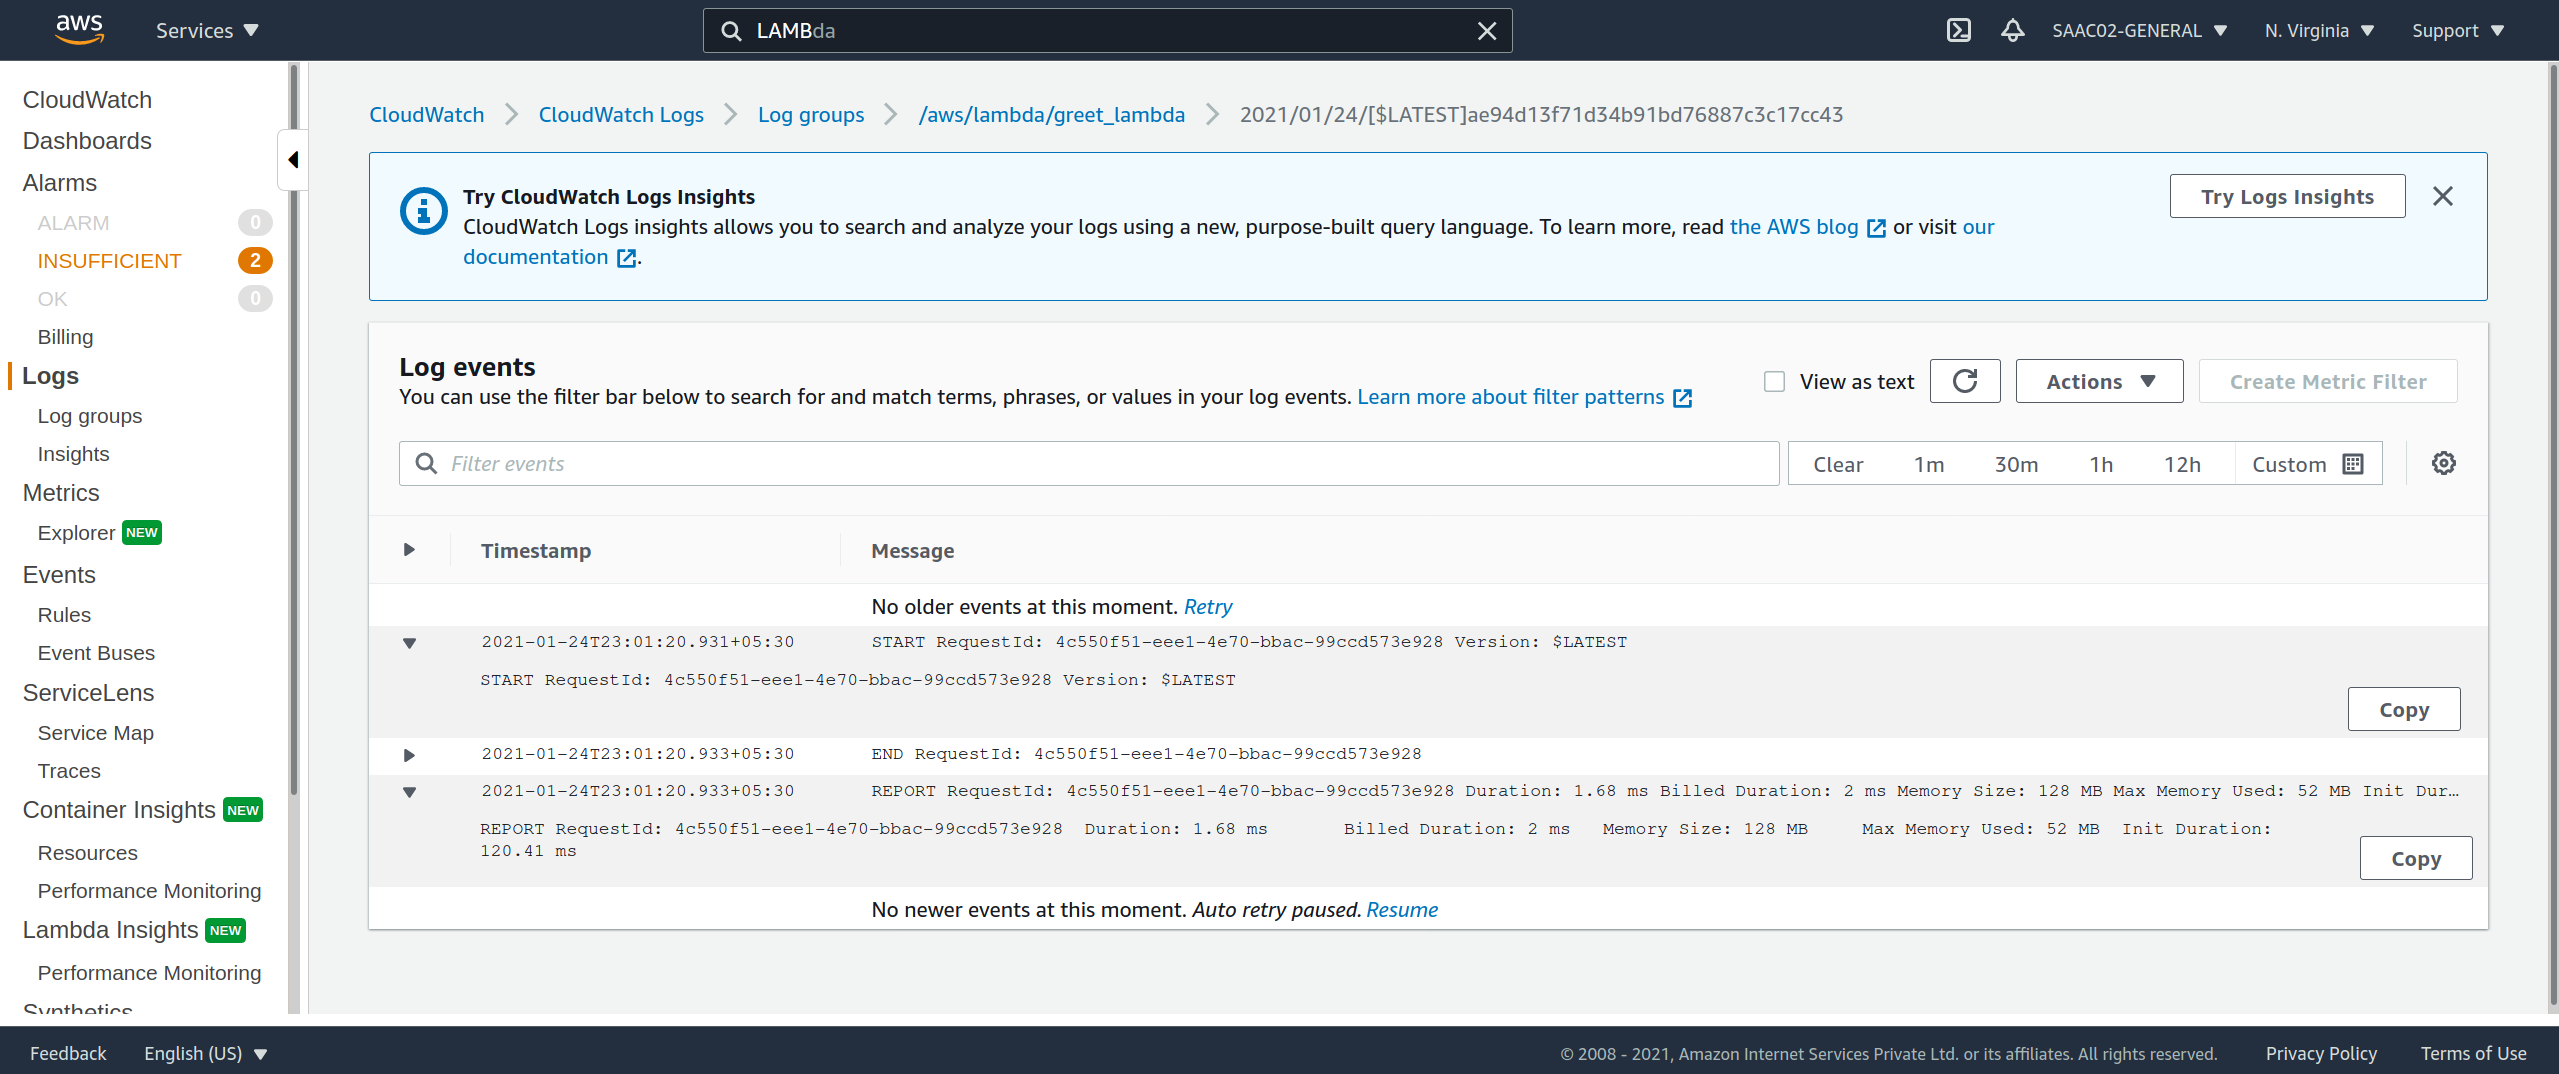 aws
Services
LAMBda
SAAC02-GENERAL
N. Virginia
Support
CloudWatch
Dashboards
Alarms
ALARM 0
INSUFFICIENT 2
OK 0
Billing
Logs
Log groups
Insights
Metrics
Explorer NEW
Events
Rules
Event Buses
ServiceLens
Service Map
Traces
Container Insights NEW
Resources
Performance Monitoring
Lambda Insights NEW
Performance Monitoring
Synthetics
CloudWatch CloudWatch Logs Log groups /aws/lambda/greet_lambda 2021/01/24/[$LATEST]ae94d13f71d34b91bd76887c3c17cc43
Try CloudWatch Logs Insights
CloudWatch Logs insights allows you to search and analyze your logs using a new, purpose-built query language. To learn more, read the AWS blog or visit our
documentation .
Try Logs Insights
Log events
You can use the filter bar below to search for and match terms, phrases, or values in your log events. Learn more about filter patterns
View as text
Actions
Create Metric Filter
Filter events
Clear 1m 30m 1h 12h Custom
Timestamp Message
No older events at this moment. Retry
2021-01-24T23:01:20.931+05:30 START RequestId: 4c550f51-eee1-4e70-bbac-99ccd573e928 Version: $LATEST
START RequestId: 4c550f51-eee1-4e70-bbac-99ccd573e928 Version: $LATEST
Copy
2021-01-24T23:01:20.933+05:30 END RequestId: 4c550f51-eee1-4e70-bbac-99ccd573e928
2021-01-24T23:01:20.933+05:30 REPORT RequestId: 4c550f51-eee1-4e70-bbac-99ccd573e928 Duration: 1.68 ms Billed Duration: 2 ms Memory Size: 128 MB Max Memory Used: 52 MB Init Dur…
REPORT RequestId: 4c550f51-eee1-4e70-bbac-99ccd573e928 Duration: 1.68 ms Billed Duration: 2 ms Memory Size: 128 MB Max Memory Used: 52 MB Init Duration:
120.41 ms
Copy
No newer events at this moment. Auto retry paused. Resume
Feedback
English (US)
© 2008 - 2021, Amazon Internet Services Private Ltd. or its affiliates. All rights reserved.
Privacy Policy
Terms of Use